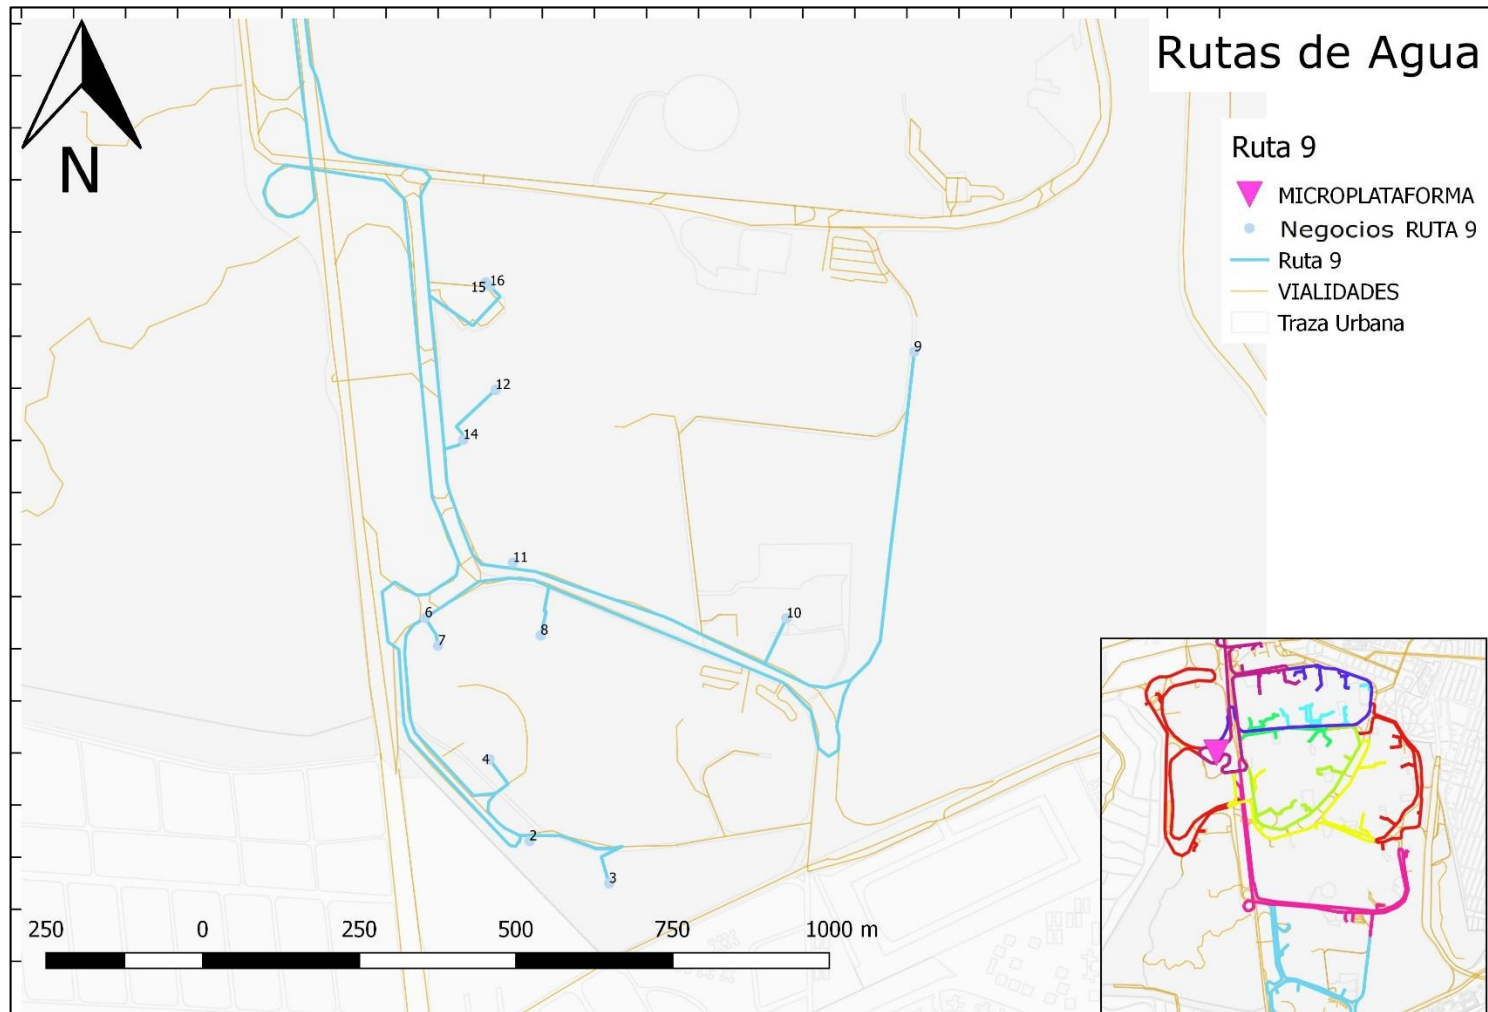 Rutas de Agua
N
Ruta 9
MICROPLATAFORMA
Negocios RUTA 9
Ruta 9
VIALIDADES
Traza Urbana
15 16
9
12
14
11
6
10
8
7
4
2
3
250 0 250 500 750 1000 m